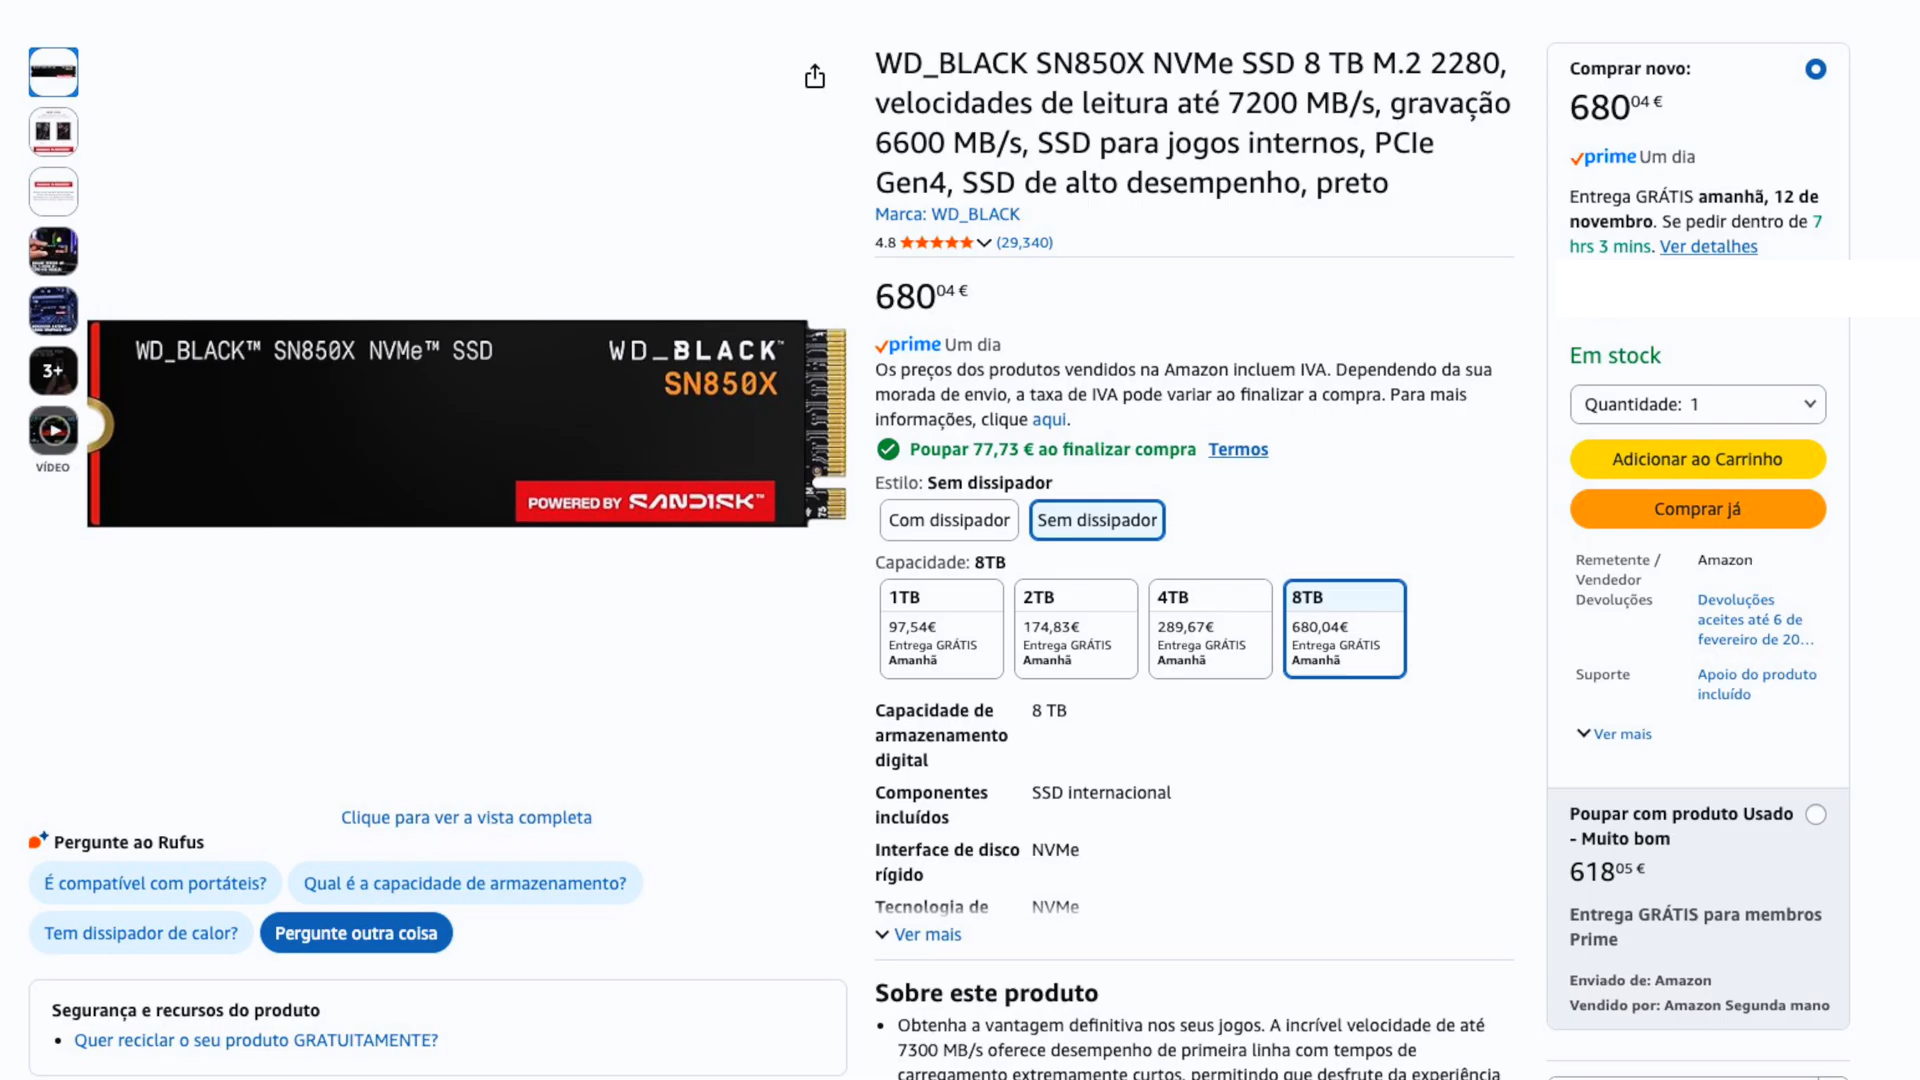 WD_BLACK SN850X NVMe SSD 8 TB M.2 2280,
velocidades de leitura até 7200 MB/s, gravação
6600 MB/s, SSD para jogos internos, PCIe
Gen4, SSD de alto desempenho, preto
Marca: WD_BLACK
4.8 (29,340)
680 04 €
prime Um dia
Os preços dos produtos vendidos na Amazon incluem IVA. Dependendo da sua
morada de envio, a taxa de IVA pode variar ao finalizar a compra. Para mais
informações, clique aqui.
Poupar 77,73 € ao finalizar compra Termos
Estilo: Sem dissipador
Com dissipador Sem dissipador
Capacidade: 8TB
1TB 2TB 4TB 8TB
97,54€ 174,83€ 289,67€ 680,04€
Entrega GRÁTIS Entrega GRÁTIS Entrega GRÁTIS Entrega GRÁTIS
Amanhã Amanhã Amanhã Amanhã
Capacidade de 8 TB
armazenamento
digital
Componentes SSD internacional
incluídos
Interface de disco NVMe
rígido
Tecnologia de NVMe
Ver mais
Sobre este produto
• Obtenha a vantagem definitiva nos seus jogos. A incrível velocidade de até
7300 MB/s oferece desempenho de primeira linha com tempos de
carregamento extremamente curtos, permitindo que desfrute da experiência
3+
VÍDEO
WD_BLACK™ SN850X NVMe™ SSD
WD_BLACK™
SN850X
POWERED BY SANDISK™
Clique para ver a vista completa
Pergunte ao Rufus
É compatível com portáteis? Qual é a capacidade de armazenamento?
Tem dissipador de calor? Pergunte outra coisa
Segurança e recursos do produto
• Quer reciclar o seu produto GRATUITAMENTE?
Comprar novo:
680 04 €
prime Um dia
Entrega GRÁTIS amanhã, 12 de
novembro. Se pedir dentro de 7
hrs 3 mins. Ver detalhes
Em stock
Quantidade: 1
Adicionar ao Carrinho
Comprar já
Remetente / Amazon
Vendedor
Devoluções Devoluções
aceites até 6 de
fevereiro de 20…
Suporte Apoio do produto
incluído
Ver mais
Poupar com produto Usado
- Muito bom
618 05 €
Entrega GRÁTIS para membros
Prime
Enviado de: Amazon
Vendido por: Amazon Segunda mano